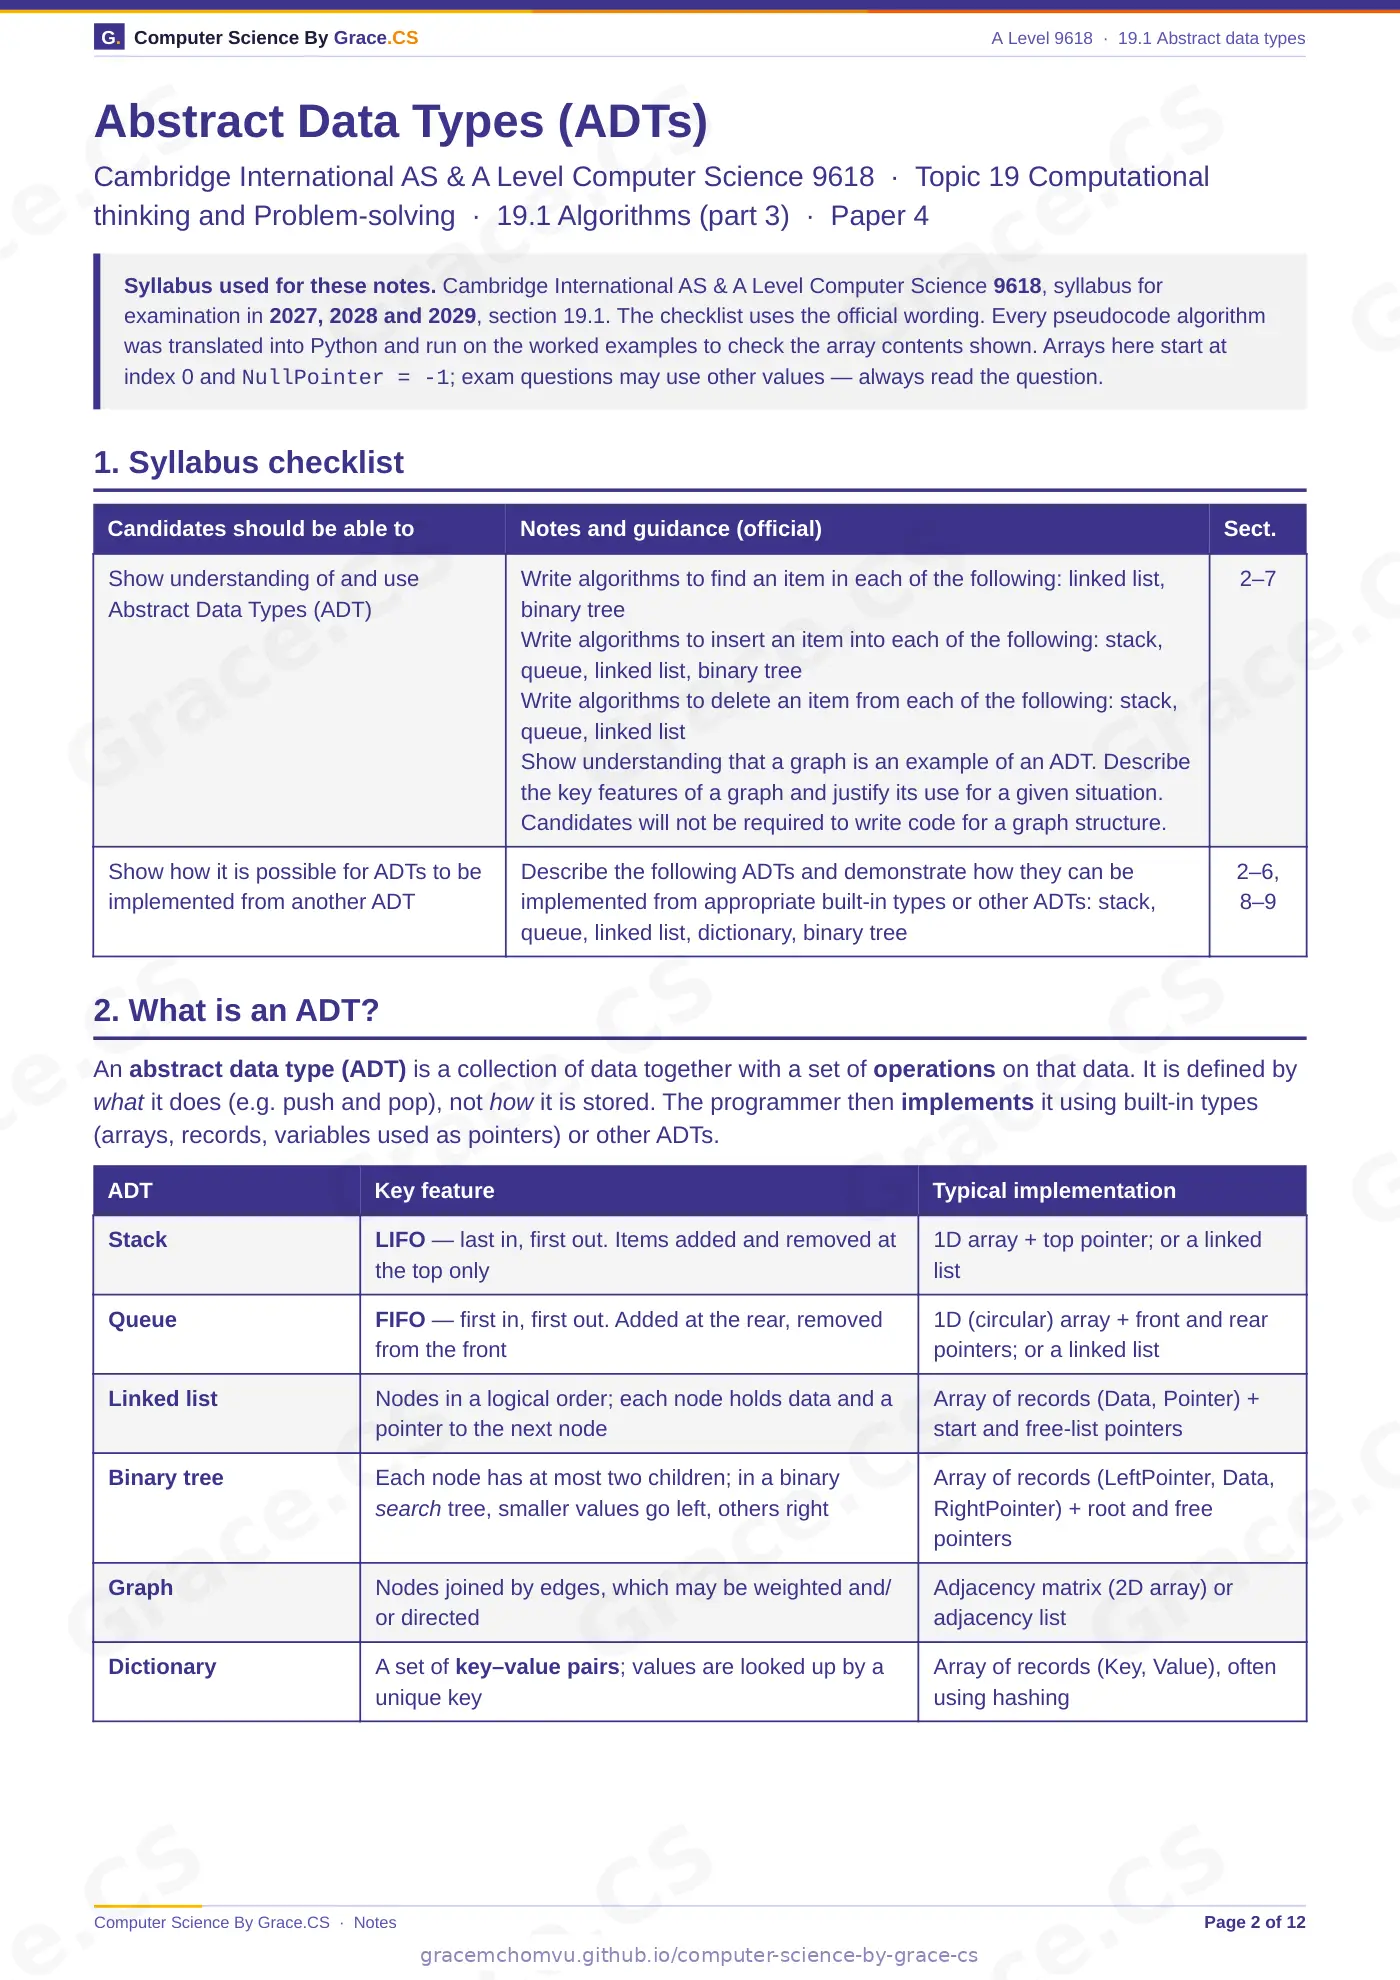 G. Computer Science By Grace.CS
A Level 9618 · 19.1 Abstract data types
Abstract Data Types (ADTs)
Cambridge International AS & A Level Computer Science 9618 · Topic 19 Computational
thinking and Problem-solving · 19.1 Algorithms (part 3) · Paper 4
Syllabus used for these notes. Cambridge International AS & A Level Computer Science 9618, syllabus for
examination in 2027, 2028 and 2029, section 19.1. The checklist uses the official wording. Every pseudocode algorithm
was translated into Python and run on the worked examples to check the array contents shown. Arrays here start at
index 0 and NullPointer = -1; exam questions may use other values — always read the question.
1. Syllabus checklist
Candidates should be able to
Notes and guidance (official)
Sect.
Show understanding of and use
Abstract Data Types (ADT)
Write algorithms to find an item in each of the following: linked list,
binary tree
Write algorithms to insert an item into each of the following: stack,
queue, linked list, binary tree
Write algorithms to delete an item from each of the following: stack,
queue, linked list
Show understanding that a graph is an example of an ADT. Describe
the key features of a graph and justify its use for a given situation.
Candidates will not be required to write code for a graph structure.
2–7
Show how it is possible for ADTs to be
implemented from another ADT
Describe the following ADTs and demonstrate how they can be
implemented from appropriate built-in types or other ADTs: stack,
queue, linked list, dictionary, binary tree
2–6,
8–9
2. What is an ADT?
An abstract data type (ADT) is a collection of data together with a set of operations on that data. It is defined by
what it does (e.g. push and pop), not how it is stored. The programmer then implements it using built-in types
(arrays, records, variables used as pointers) or other ADTs.
ADT
Key feature
Typical implementation
Stack
LIFO — last in, first out. Items added and removed at
the top only
1D array + top pointer; or a linked
list
Queue
FIFO — first in, first out. Added at the rear, removed
from the front
1D (circular) array + front and rear
pointers; or a linked list
Linked list
Nodes in a logical order; each node holds data and a
pointer to the next node
Array of records (Data, Pointer) +
start and free-list pointers
Binary tree
Each node has at most two children; in a binary
search tree, smaller values go left, others right
Array of records (LeftPointer, Data,
RightPointer) + root and free
pointers
Graph
Nodes joined by edges, which may be weighted and/
or directed
Adjacency matrix (2D array) or
adjacency list
Dictionary
A set of key–value pairs; values are looked up by a
unique key
Array of records (Key, Value), often
using hashing
Computer Science By Grace.CS · Notes
Page 2 of 12
gracemchomvu.github.io/computer-science-by-grace-cs